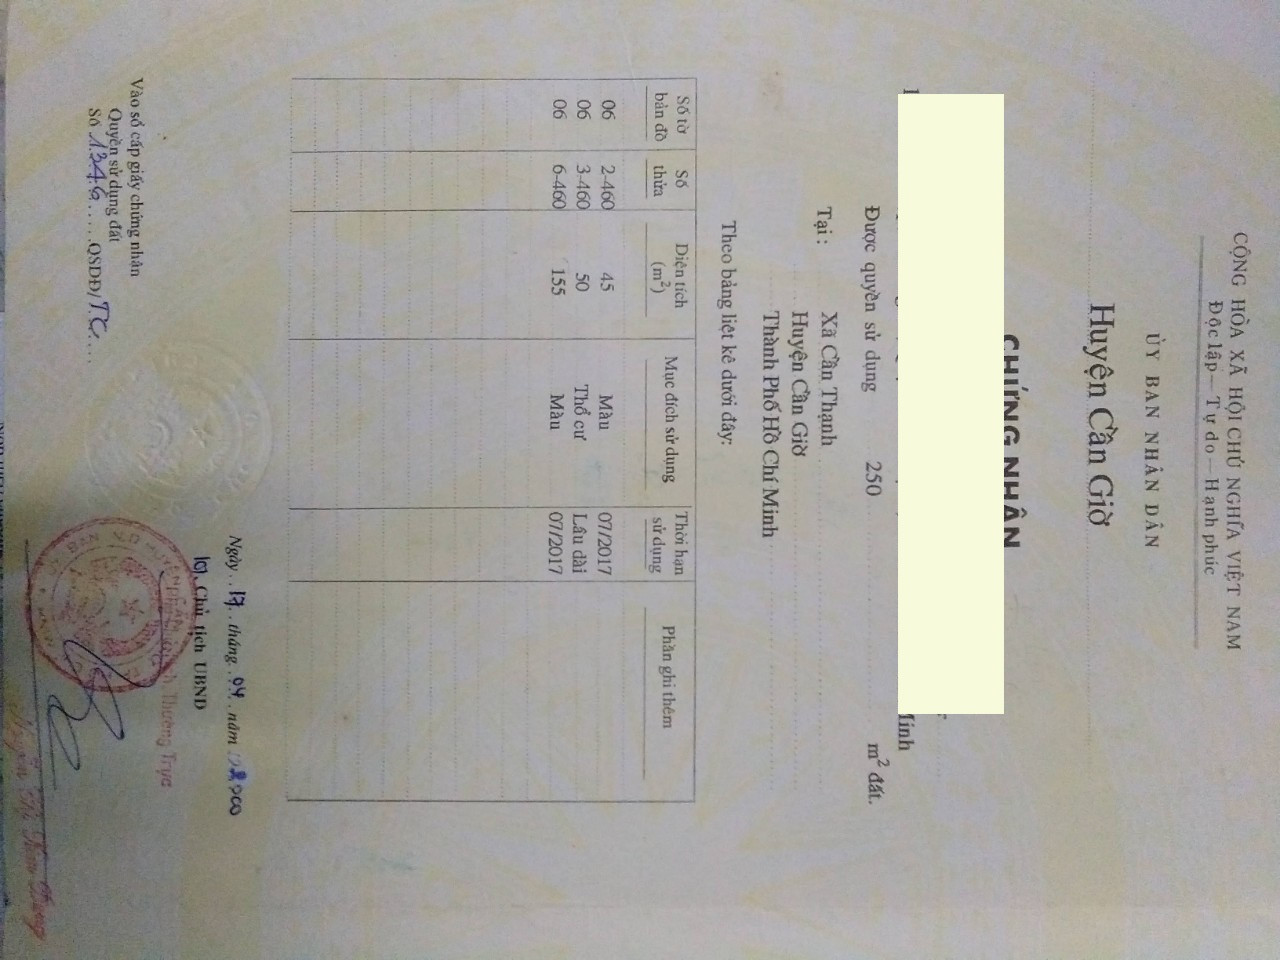 CỘNG HÒA XÃ HỘI CHỦ NGHĨA VIỆT NAM
Độc lập — Tự do — Hạnh phúc
ỦY BAN NHÂN DÂN
Huyện Cần Giờ
CHỨNG NHẬN
Minh
Được quyền sử dụng 250 m² đất.
Tại : Xã Cần Thạnh
Huyện Cần Giờ
Thành Phố Hồ Chí Minh
Theo bảng liệt kê dưới đây:
Số tờ bản đồ Số thửa Diện tích (m²) Mục đích sử dụng Thời hạn sử dụng Phần ghi thêm
06 2-460 45 Màu 07/2017
06 3-460 50 Thổ cư Lâu dài
06 6-460 155 Màu 07/2017
Ngày 17 tháng 04 năm 2000
Chủ tịch UBND
Thường Trực
Vào sổ cấp giấy chứng nhận
Quyền sử dụng đất
Số 1346 QSDĐ/TC